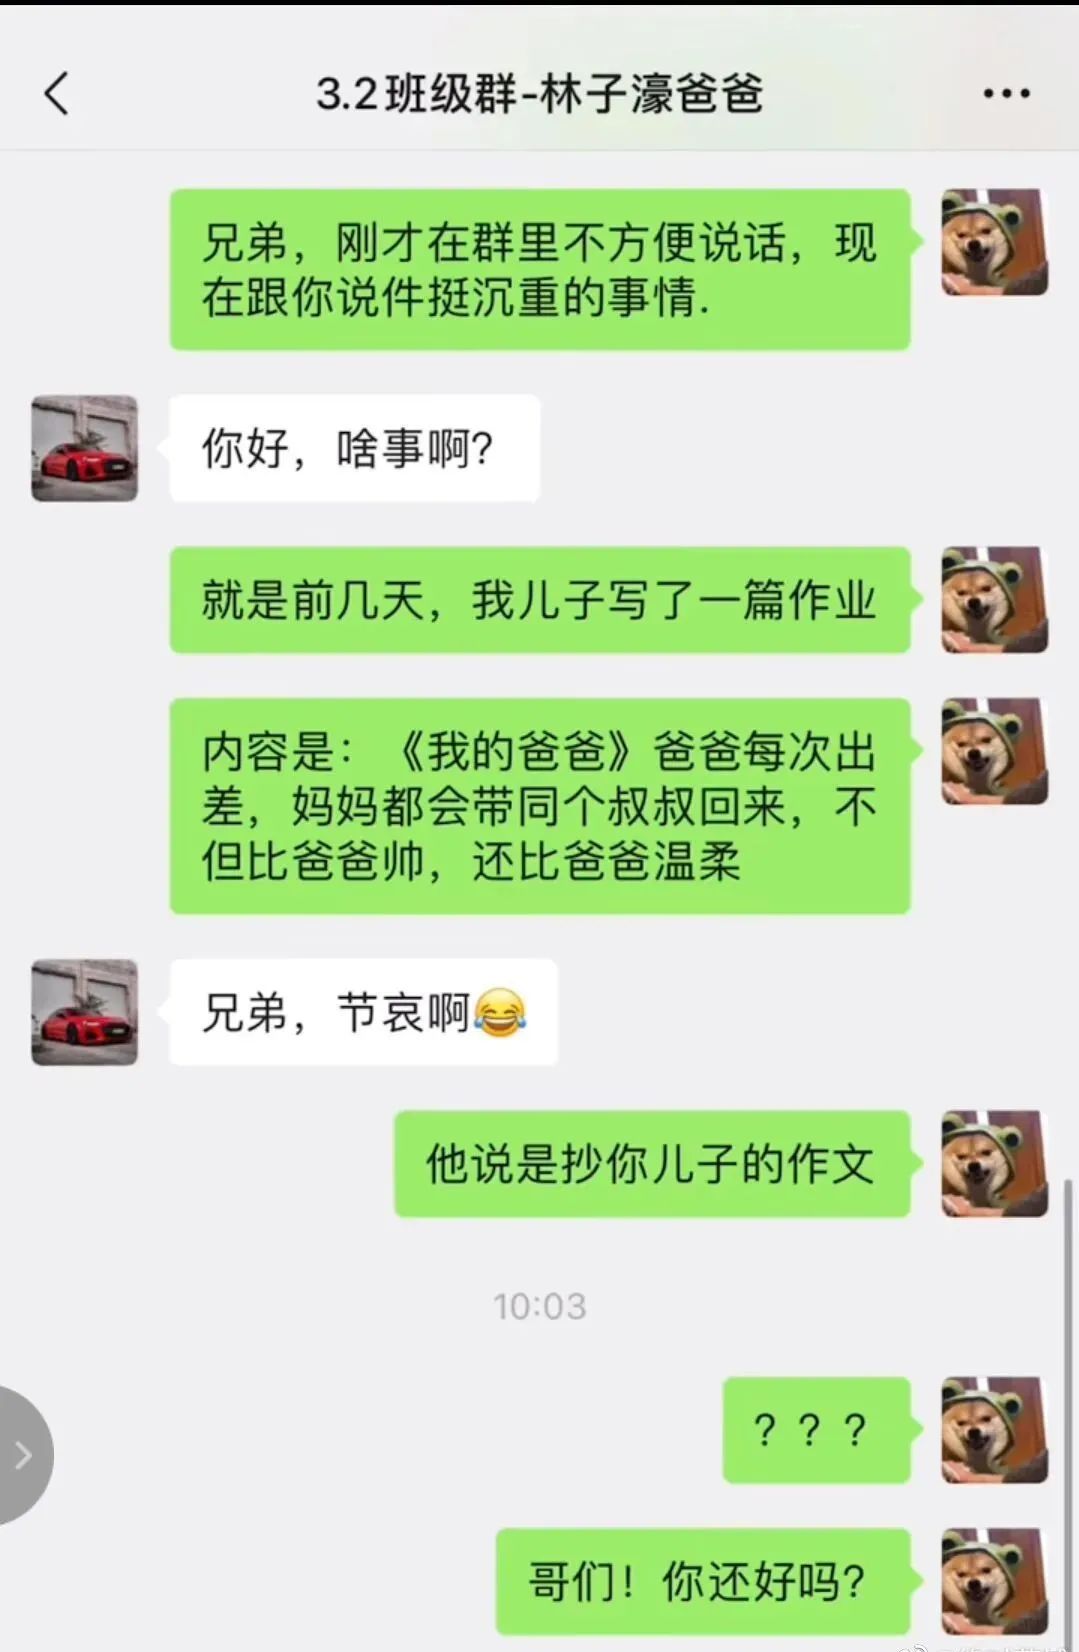 3.2班级群-林子濠爸爸
兄弟，刚才在群里不方便说话，现
在跟你说件挺沉重的事情.
你好，啥事啊?
就是前几天，我儿子写了一篇作业
内容是：《我的爸爸》爸爸每次出
差，妈妈都会带同个叔叔回来，不
但比爸爸帅，还比爸爸温柔
兄弟，节哀啊😂
他说是抄你儿子的作文
10:03
？？？
哥们！你还好吗?